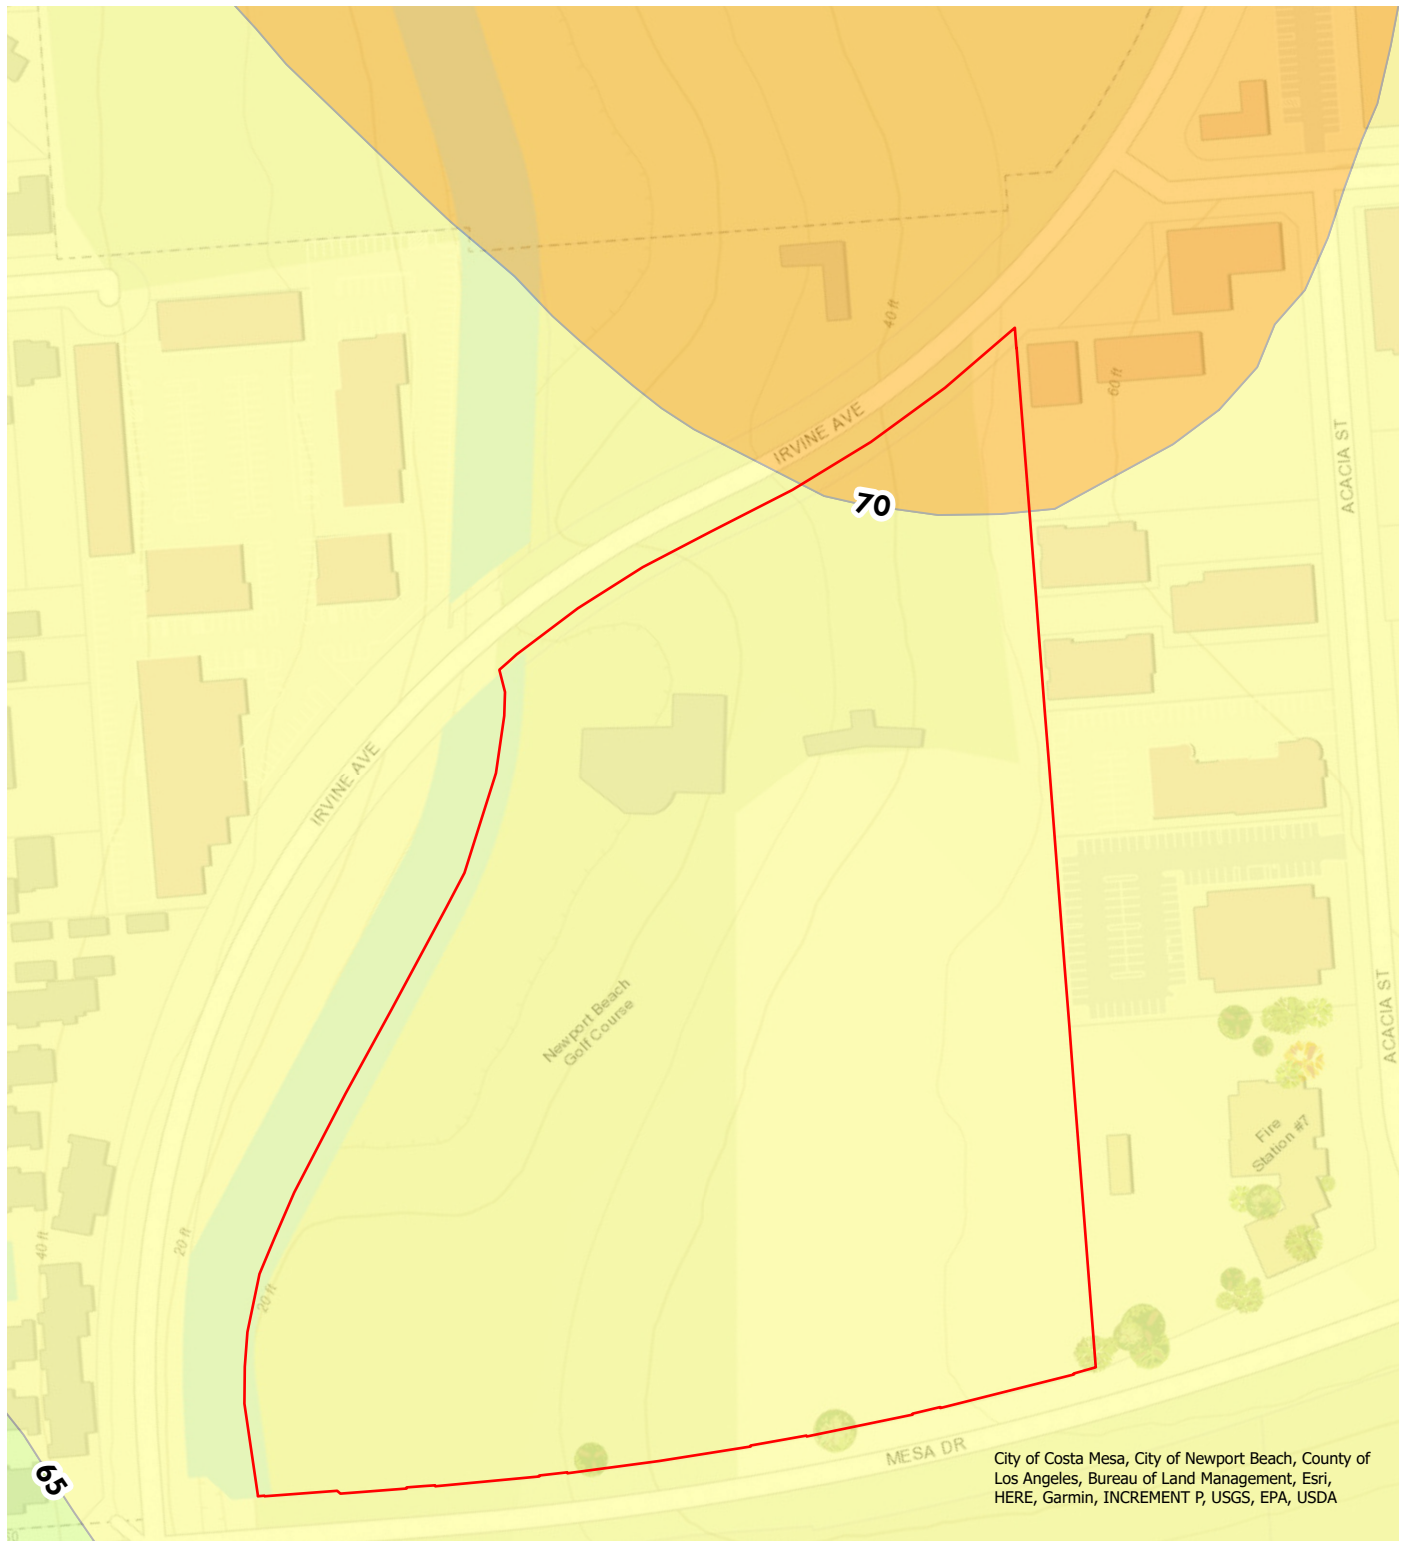 40 ft
60 ft
IRVINE AVE
70
ACACIA ST
IRVINE AVE
Newport Beach
Golf Course
ACACIA ST
Fire
Station #7
20 ft
40 ft
20 ft
MESA DR
65
City of Costa Mesa, City of Newport Beach, County of
Los Angeles, Bureau of Land Management, Esri,
HERE, Garmin, INCREMENT P, USGS, EPA, USDA